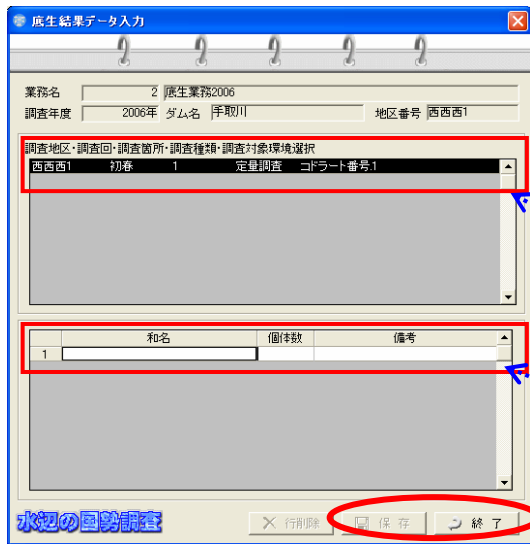 底生結果データ入力
業務名 2 底生業務2006
調査年度 2006年 ダム名 手取川 地区番号 西西西1
調査地区・調査回・調査箇所・調査種類・調査対象環境選択
西西西1 初春 1 定量調査 コドラート番号.1
和名 個体数 備考
1
水辺の国勢調査 行削除 保存 終了